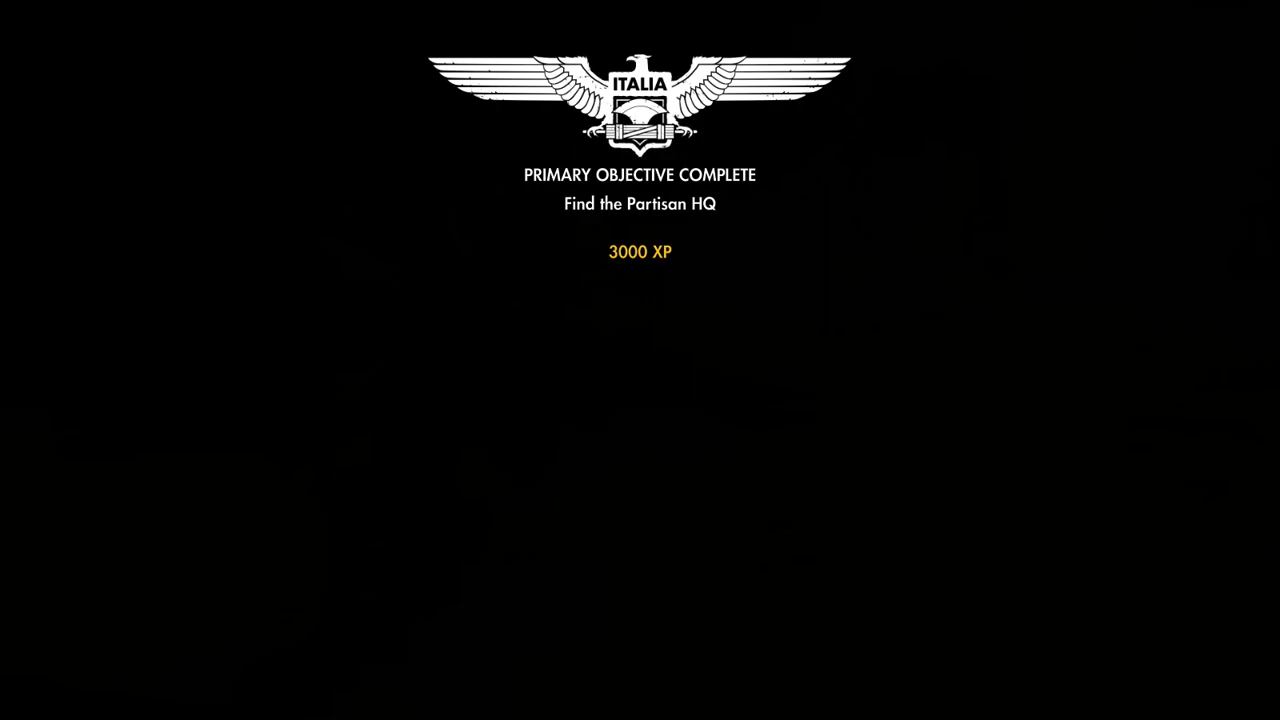 ITALIA
PRIMARY OBJECTIVE COMPLETE
Find the Partisan HQ
3000 XP